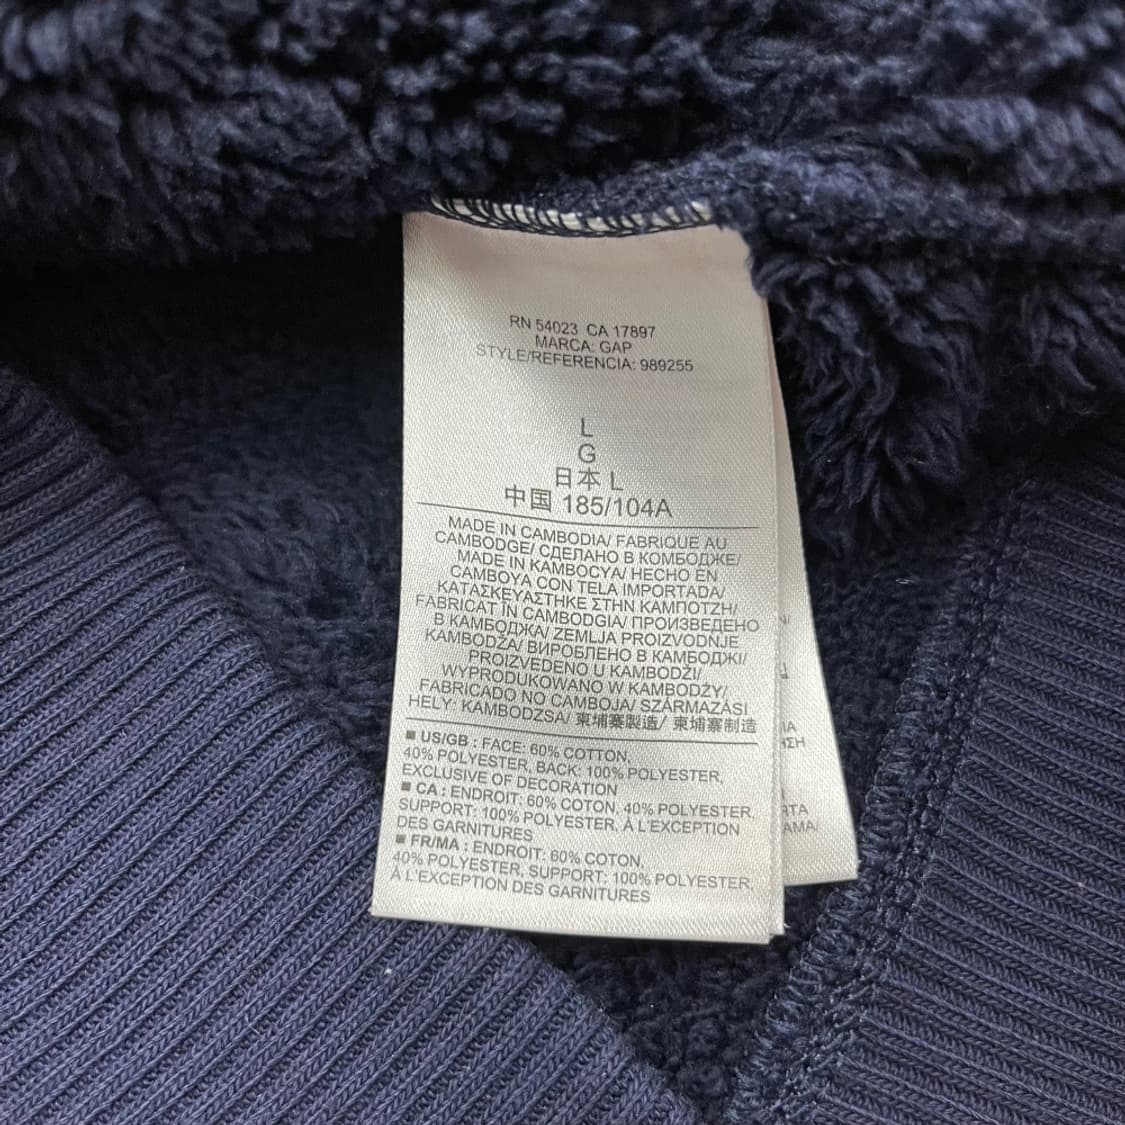 RN 54023 CA 17897
MARCA: GAP
STYLE/REFERENCIA: 989255
L
G
日本 L
中国 185/104A
MADE IN CAMBODIA/ FABRIQUE AU
CAMBODGE/ СДЕЛАНО В КОМБОДЖЕ/
MADE IN KAMBOCYA/ HECHO EN
CAMBOYA CON TELA IMPORTADA/
ΚΑΤΑΣΚΕΥΑΣΤΗΚΕ ΣΤΗΝ ΚΑΜΠΟΤΖΗ/
FABRICAT ÎN CAMBODGIA/ ПРОИЗВЕДЕНО
В КАМБОДЖА/ ZEMLJA PROIZVODNJE
KAMBODŽA/ ВИРОБЛЕНО В КАМБОДЖІ/
PROIZVEDENO U KAMBODŽI/
WYPRODUKOWANO W KAMBODŻY/
FABRICADO NO CAMBOJA/ SZÁRMAZÁSI
HELY: KAMBODZSA/ 柬埔寨製造/ 柬埔寨制造
■ US/GB : FACE: 60% COTTON,
40% POLYESTER, BACK: 100% POLYESTER,
EXCLUSIVE OF DECORATION
■ CA : ENDROIT: 60% COTON, 40% POLYESTER,
SUPPORT: 100% POLYESTER, À L'EXCEPTION
DES GARNITURES
■ FR/MA : ENDROIT: 60% COTON,
40% POLYESTER, SUPPORT: 100% POLYESTER,
À L'EXCEPTION DES GARNITURES